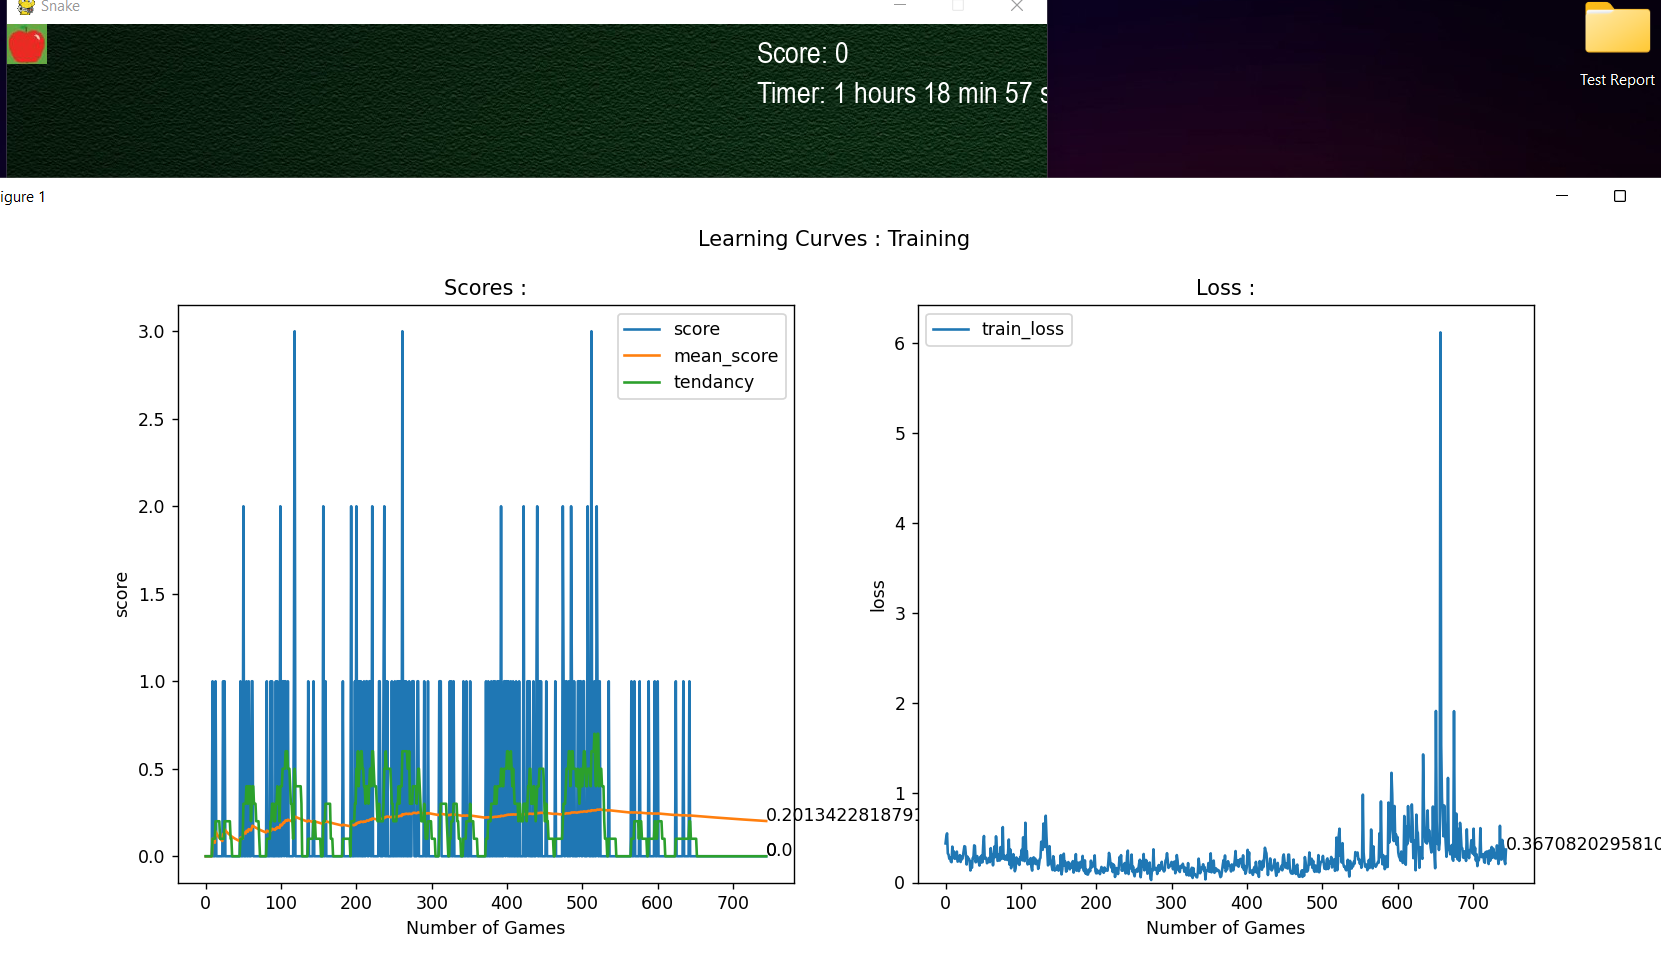 Snake
Score: 0
Timer: 1 hours 18 min 57 s
Test Report
igure 1
Learning Curves : Training
Scores :
score
mean_score
tendancy
3.0
2.5
2.0
1.5
1.0
0.5
0.0
score
0.2013422818791
0.0
0 100 200 300 400 500 600 700
Number of Games
Loss :
train_loss
6
5
4
3
2
1
0
loss
0.3670820295810
0 100 200 300 400 500 600 700
Number of Games